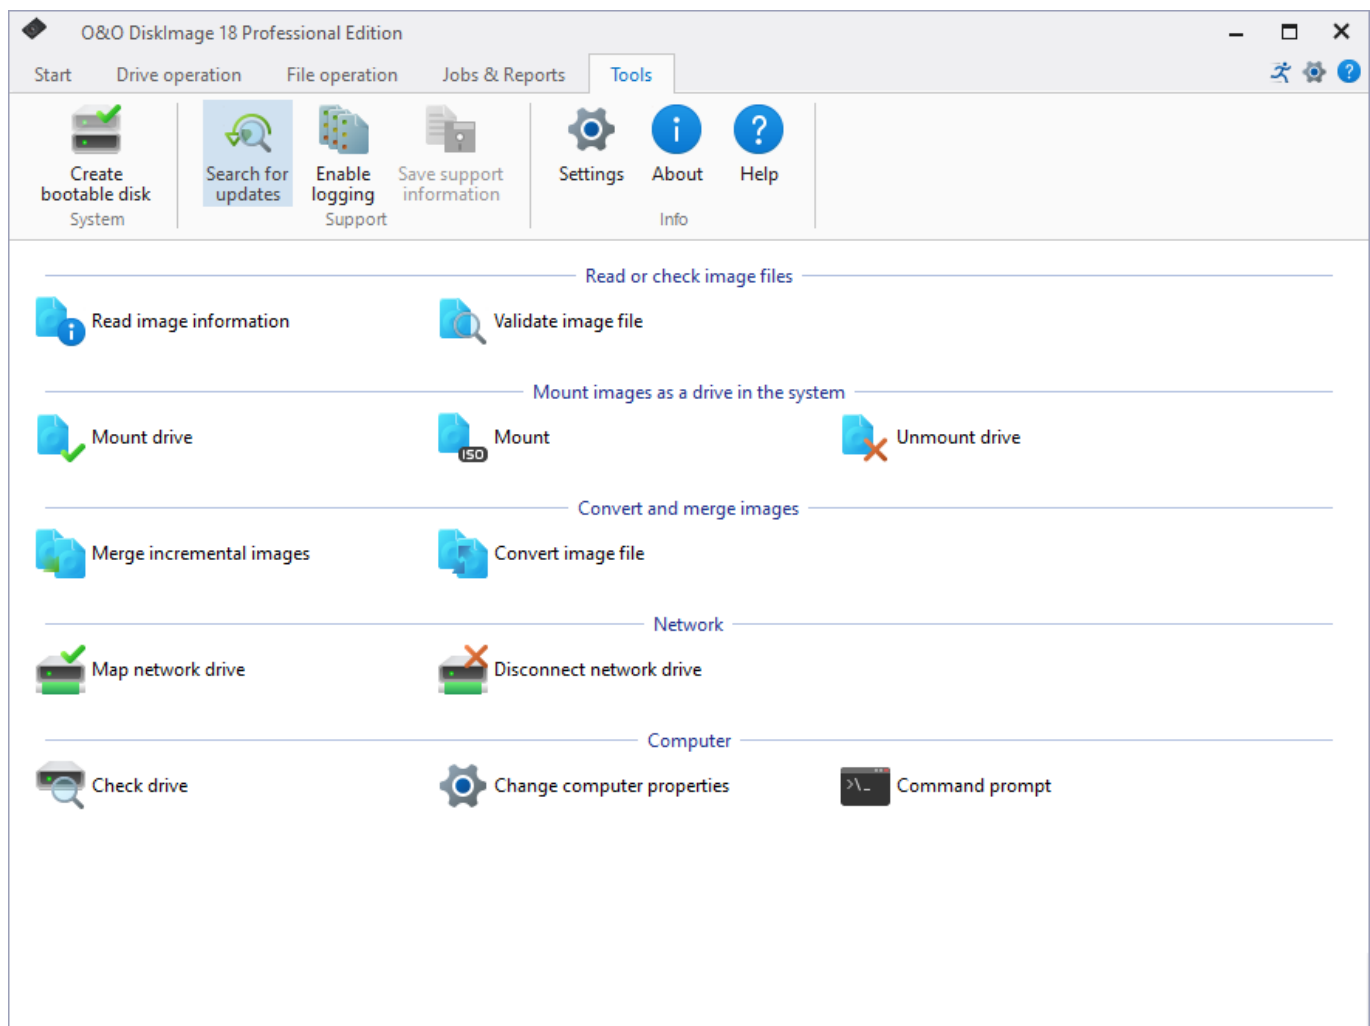 O&O DiskImage 18 Professional Edition
Start Drive operation File operation Jobs & Reports Tools
?
Create
bootable disk
System
Search for
updates
Enable
logging
Save support
information
Support
i
Settings
About
?
Help
Info
Read or check image files
i
Read image information
Validate image file
Mount images as a drive in the system
Mount drive
ISO
Mount
Unmount drive
Convert and merge images
Merge incremental images
Convert image file
Network
Map network drive
Disconnect network drive
Computer
Check drive
Change computer properties
>\_
Command prompt